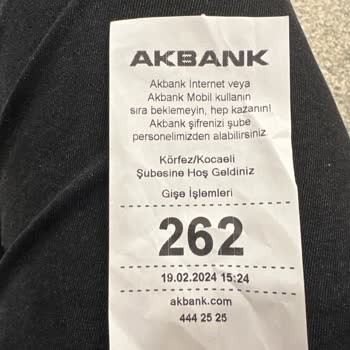 AKBANK
Akbank İnternet veya
Akbank Mobil kullanın
sıra beklemeyin, hep kazanın!
Akbank şifrenizi şube
personelimizden alabilirsiniz.
Körfez/Kocaeli
Şubesine Hoş Geldiniz
Gişe İşlemleri
262
19.02.2024 15:24
akbank.com
444 25 25